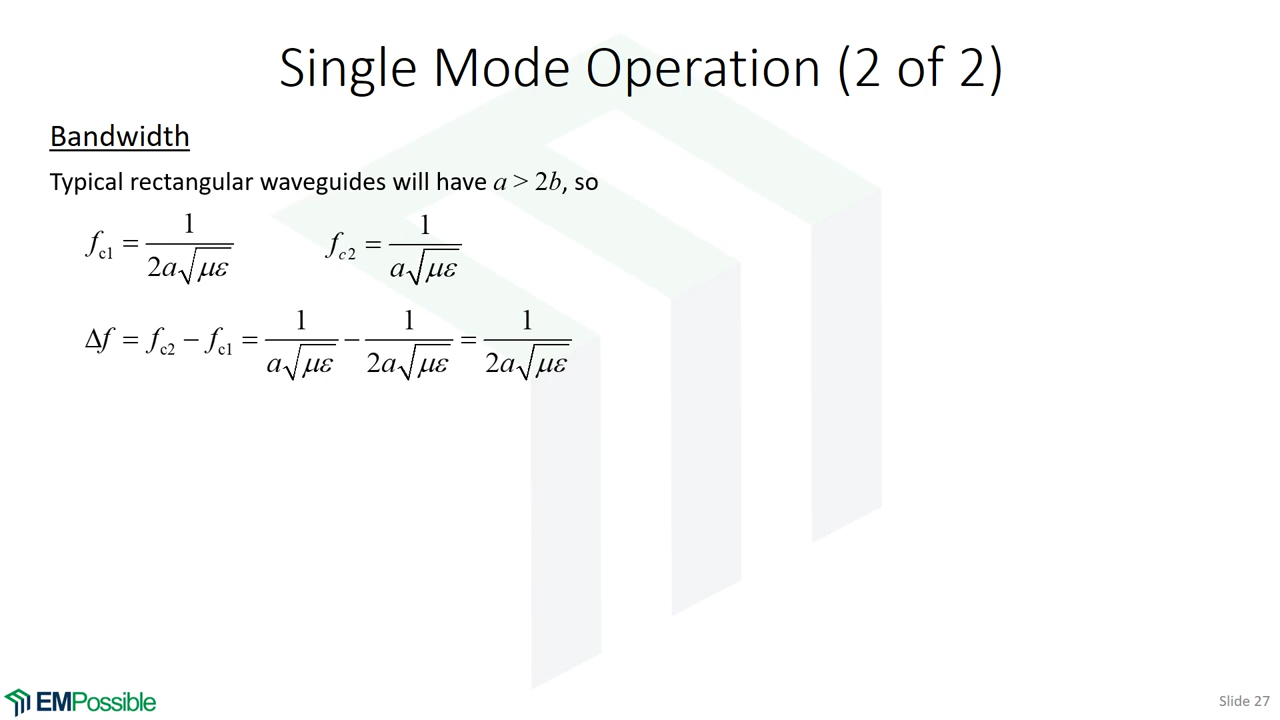 Single Mode Operation (2 of 2)
Bandwidth
Typical rectangular waveguides will have a > 2b, so
f_c1 = 1/(2a√(με))    f_c2 = 1/(a√(με))
Δf = f_c2 − f_c1 = 1/(a√(με)) − 1/(2a√(με)) = 1/(2a√(με))
EMPossible
Slide 27